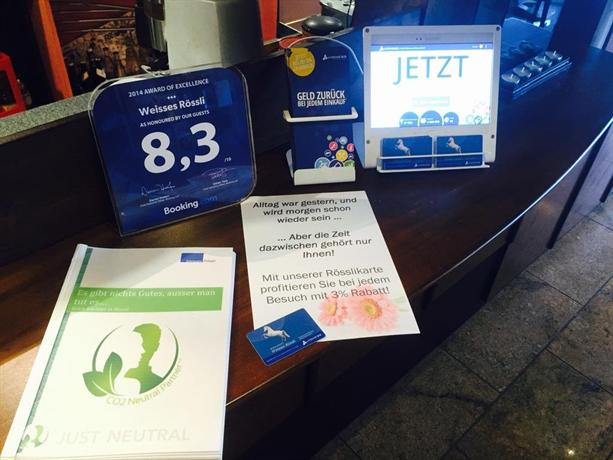 2014 AWARD OF EXCELLENCE
Weisses Rössli
AS HONOURED BY OUR GUESTS
8,3
/10
Booking
GELD ZURÜCK
BEI JEDEM EINKAUF
JETZT
Alltag war gestern, und
wird morgen schon
wieder sein ...
... Aber die Zeit
dazwischen gehört nur
Ihnen!
Mit unserer Rösslikarte
profitieren Sie bei jedem
Besuch mit 3% Rabatt!
Es gibt nichts Gutes, ausser man
tut es...
CO2 Neutral Partner
JUST NEUTRAL